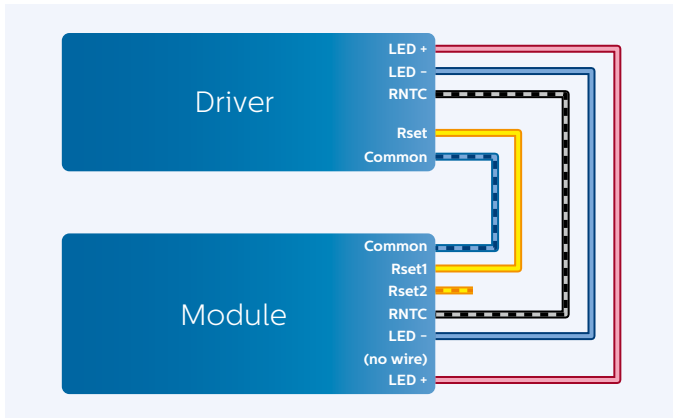 LED +
LED –
RNTC
Driver
Rset
Common
Common
Rset1
Rset2
RNTC
Module
LED –
(no wire)
LED +